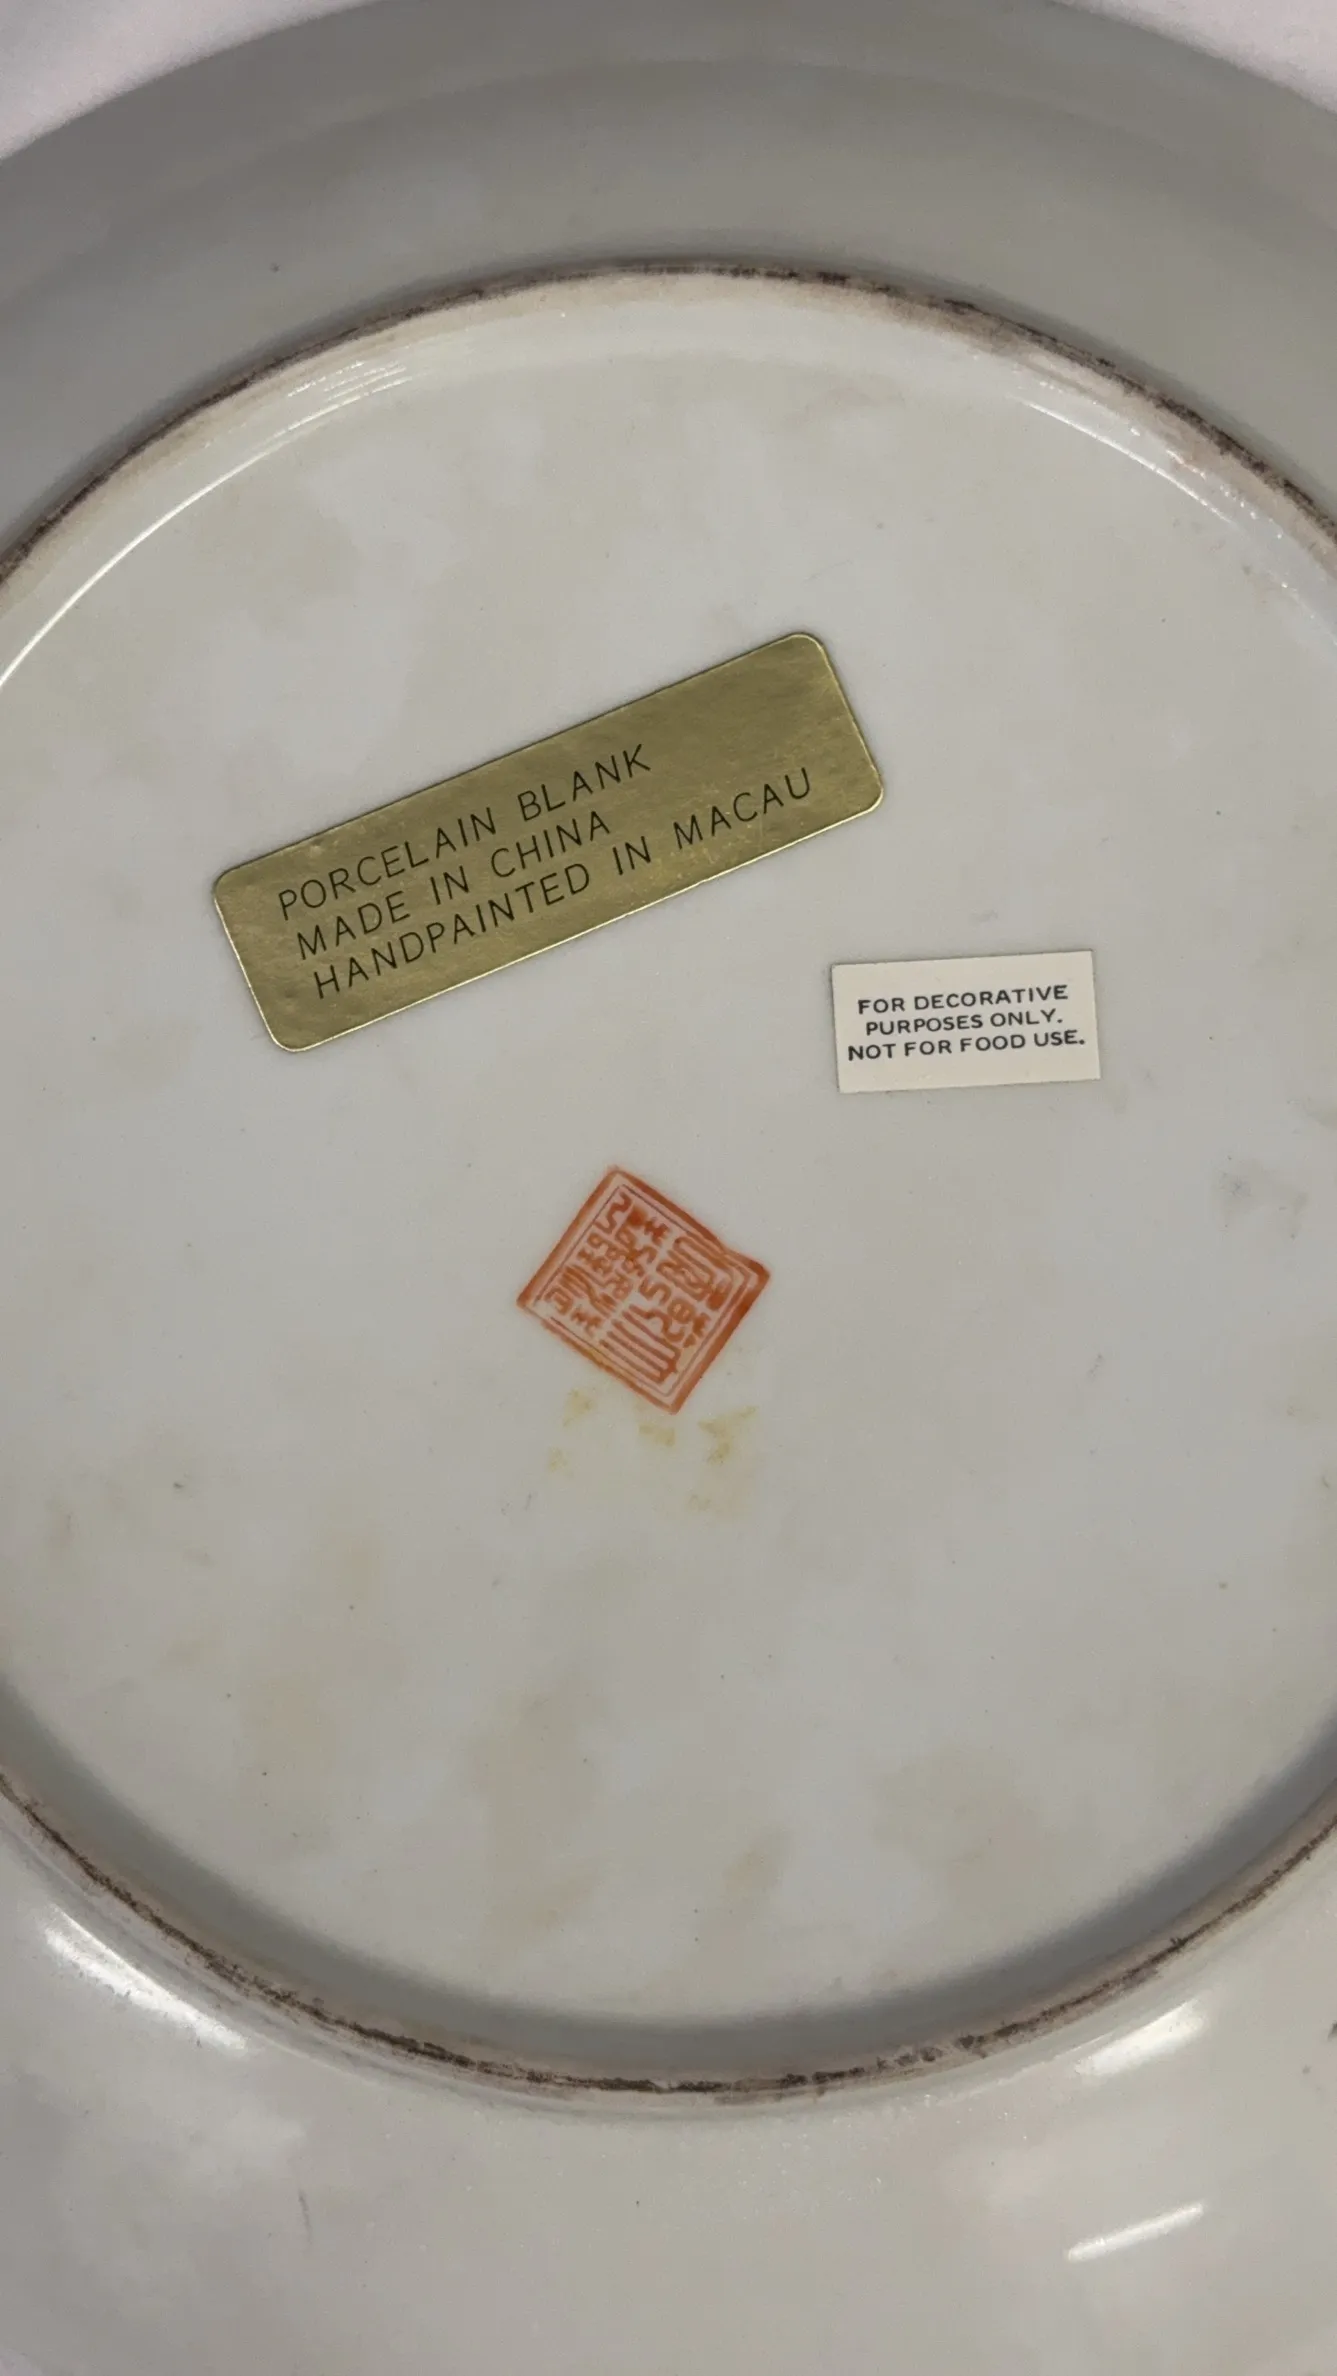 PORCELAIN BLANK
MADE IN CHINA
HANDPAINTED IN MACAU
FOR DECORATIVE
PURPOSES ONLY.
NOT FOR FOOD USE.